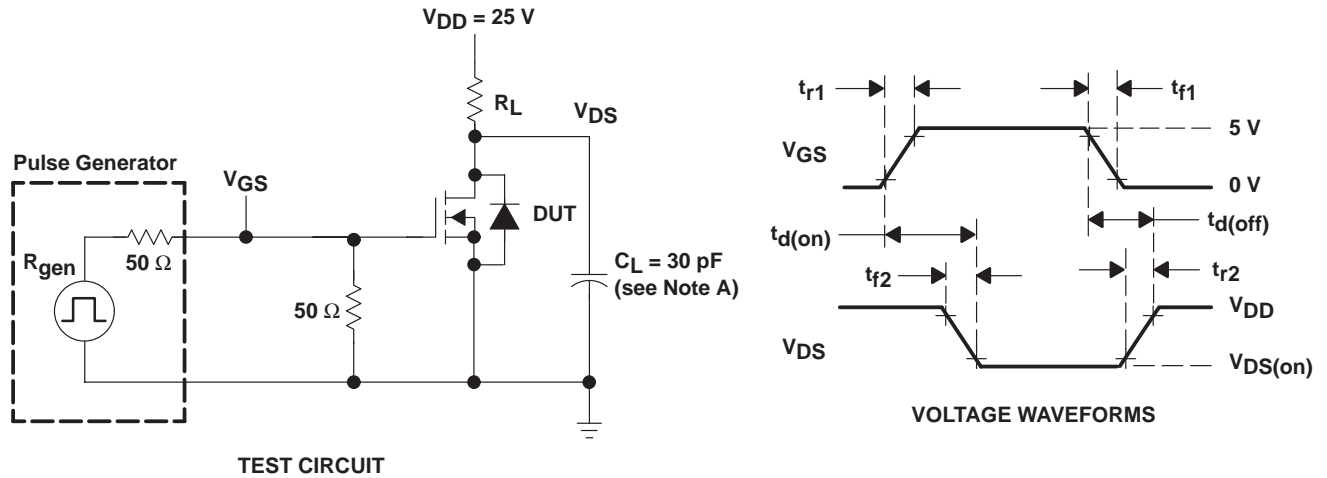 VDD = 25 V
RL
VDS
Pulse Generator
VGS
DUT
Rgen
50 Ω
50 Ω
CL = 30 pF
(see Note A)
TEST CIRCUIT
tr1
tf1
5 V
VGS
0 V
td(on)
td(off)
tf2
tr2
VDD
VDS
VDS(on)
VOLTAGE WAVEFORMS